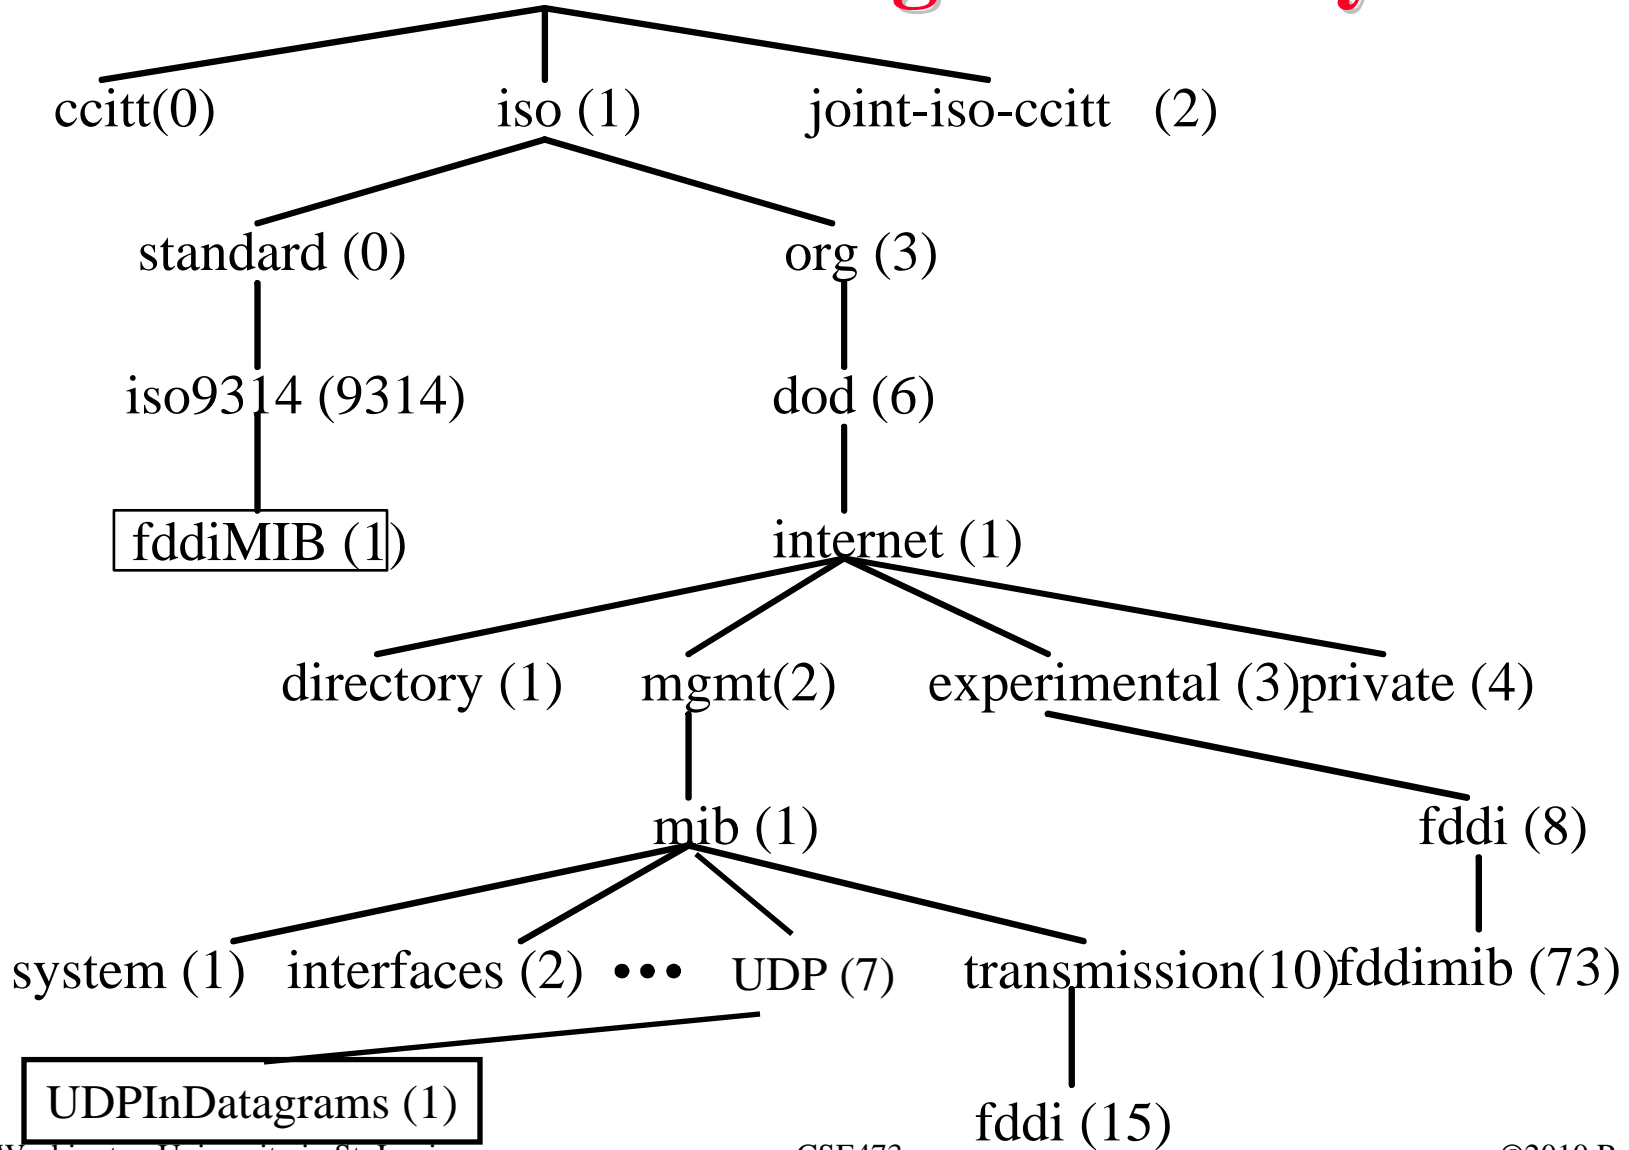 ccitt(0) iso (1) joint-iso-ccitt (2)
standard (0) org (3)
iso9314 (9314) dod (6)
fddiMIB (1) internet (1)
directory (1) mgmt(2) experimental (3)private (4)
mib (1) fddi (8)
system (1) interfaces (2) ••• UDP (7) transmission(10)fddimib (73)
UDPInDatagrams (1)
fddi (15)
CSE473
©2010